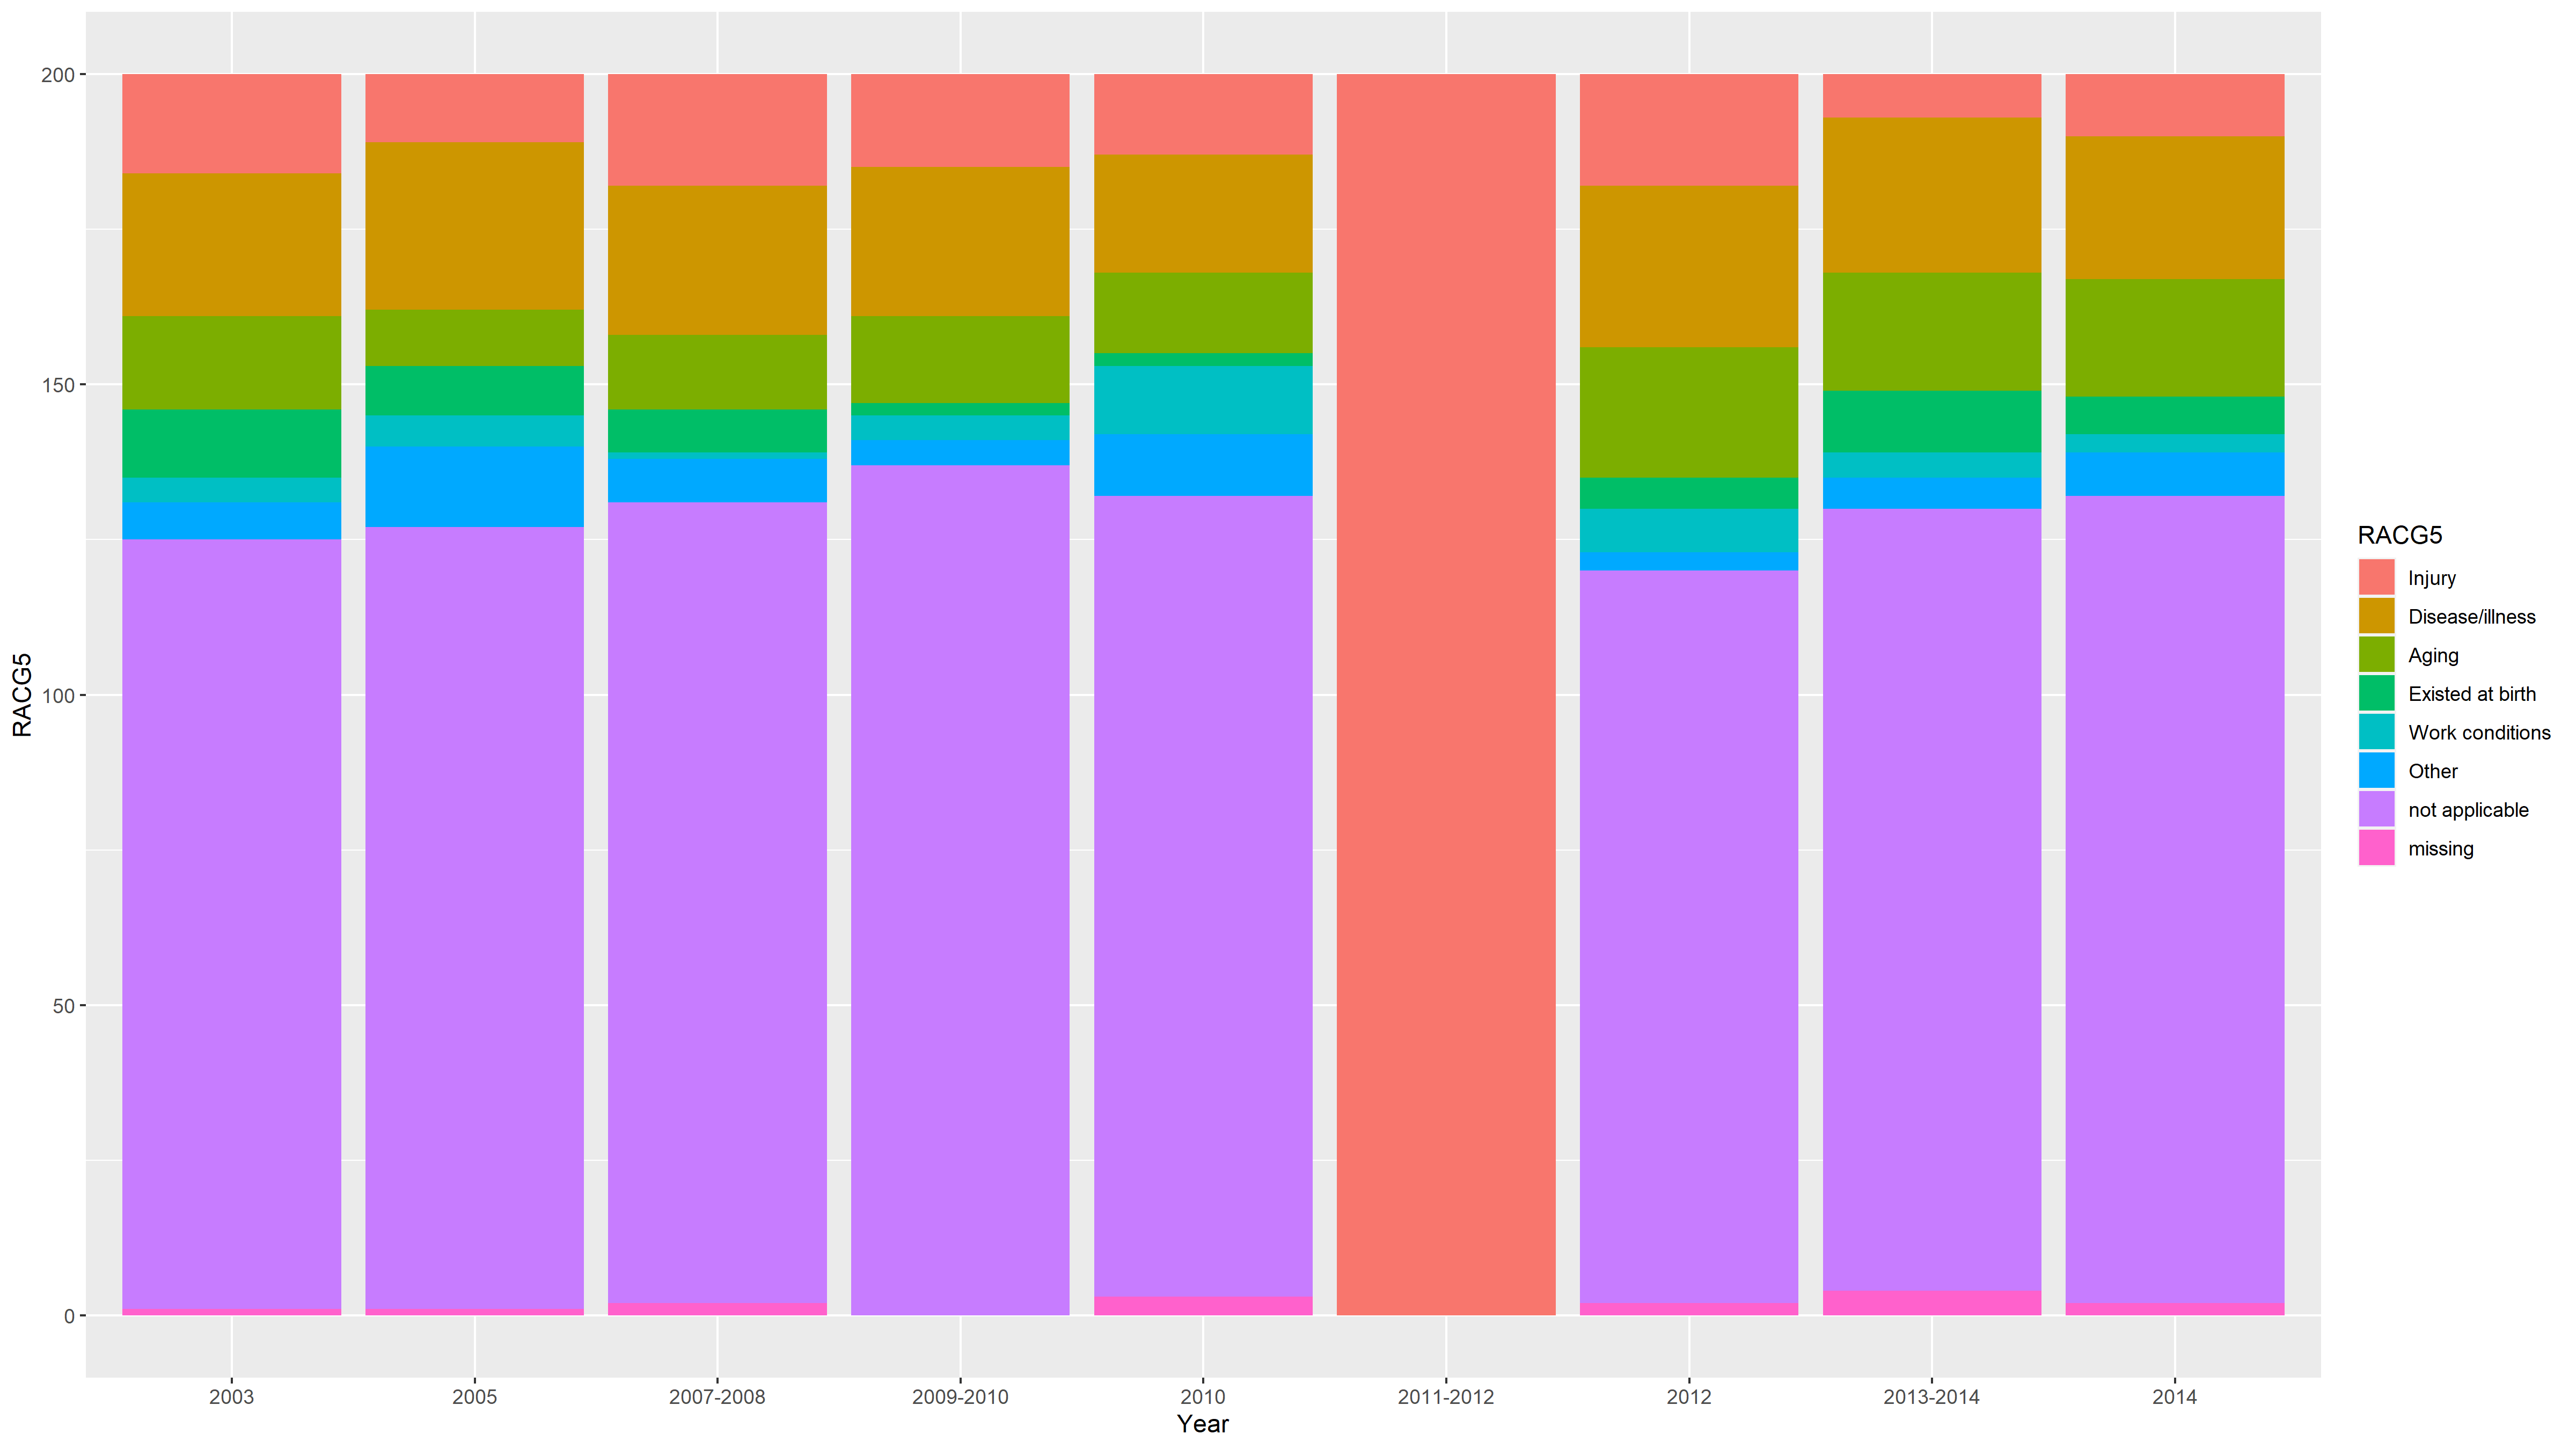 200
150
100
50
0
RACG5
2003 2005 2007-2008 2009-2010 2010 2011-2012 2012 2013-2014 2014
Year
RACG5
Injury
Disease/illness
Aging
Existed at birth
Work conditions
Other
not applicable
missing